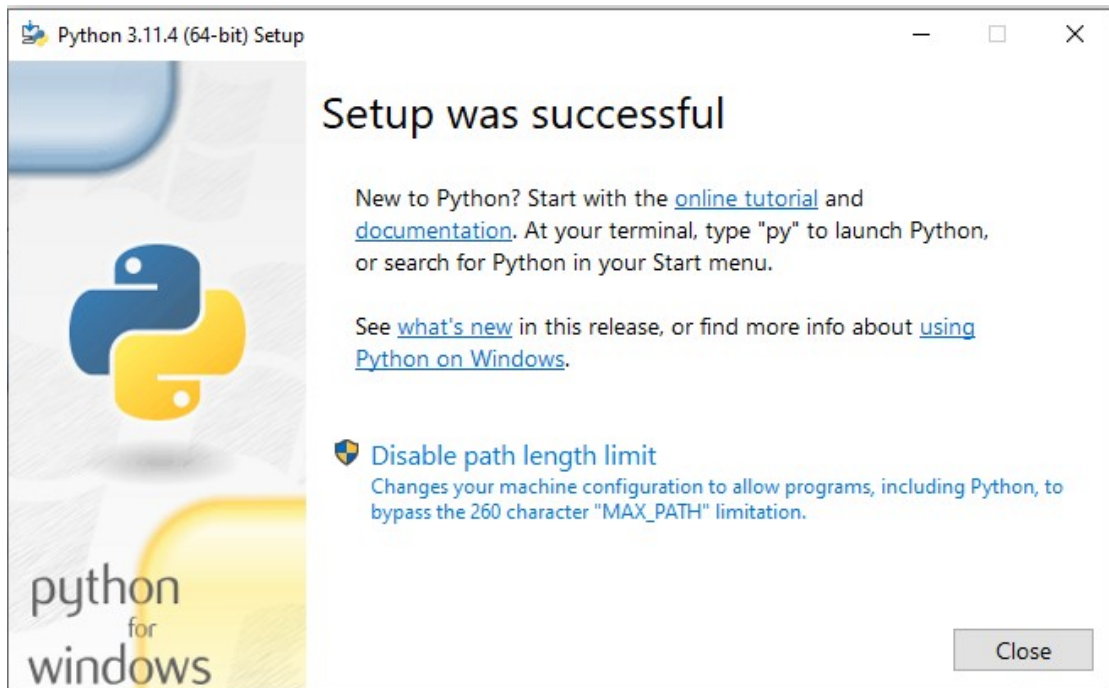 Python 3.11.4 (64-bit) Setup
Setup was successful
New to Python? Start with the online tutorial and
documentation. At your terminal, type "py" to launch Python,
or search for Python in your Start menu.
See what's new in this release, or find more info about using
Python on Windows.
Disable path length limit
Changes your machine configuration to allow programs, including Python, to
bypass the 260 character "MAX_PATH" limitation.
python
for
windows
Close